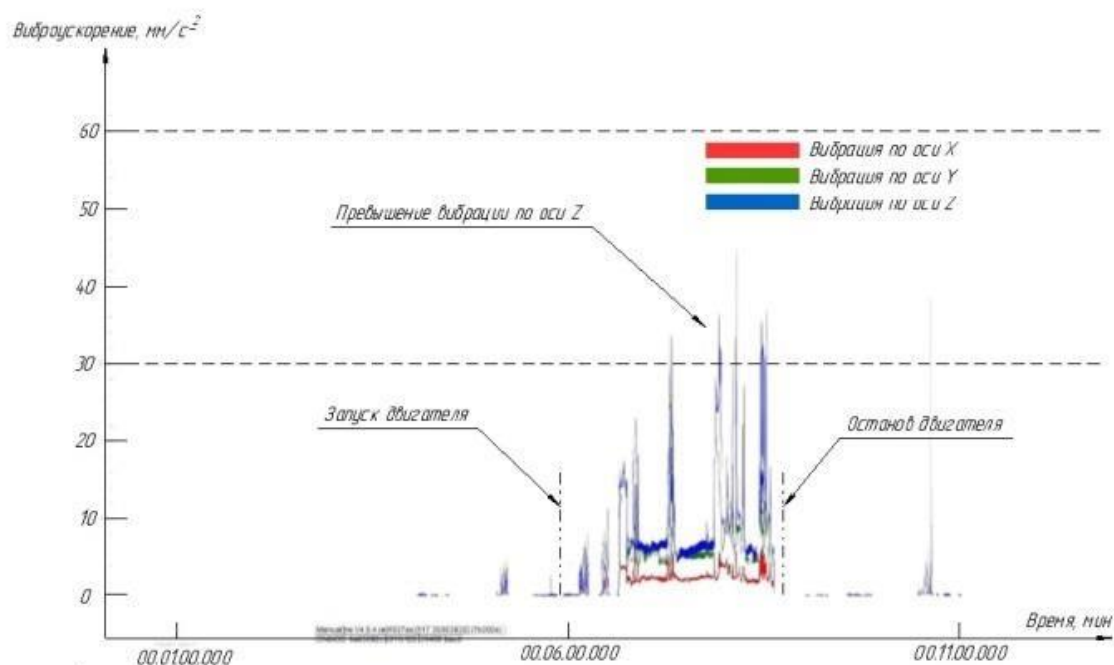 Виброускорение, мм/с⁻²
60
Вибрация по оси X
Вибрация по оси Y
Вибрация по оси Z
50
Превышение вибрации по оси Z
40
30
Запуск двигателя
Останов двигателя
20
10
0
Время, мин
00.01.00.000
00.06.00.000
00.11.00.000